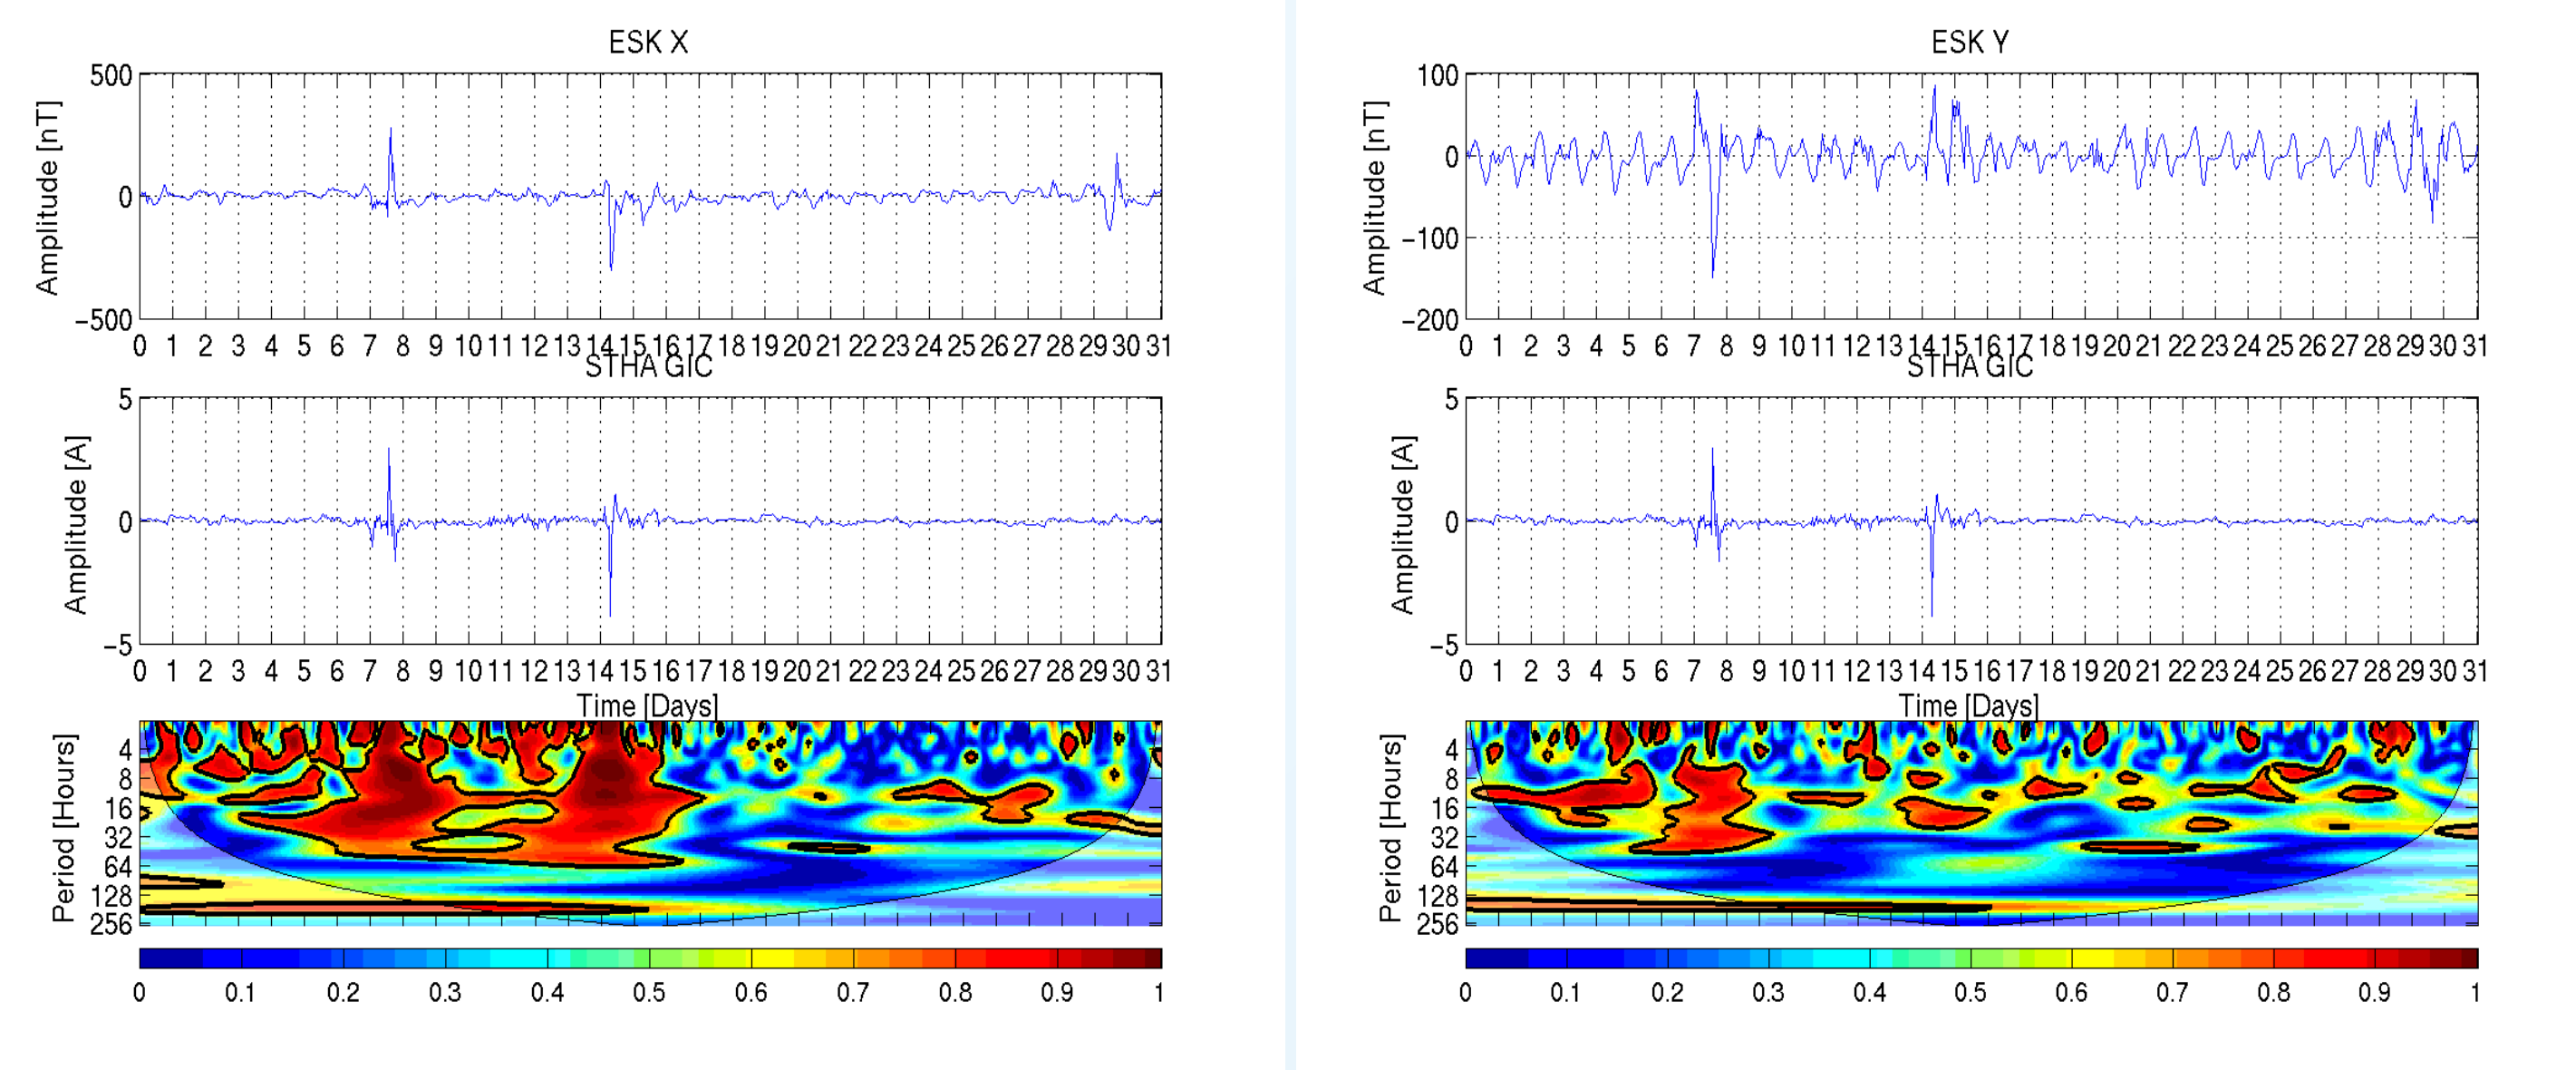 ESK X
500
0
−500
Amplitude [nT]
0 1 2 3 4 5 6 7 8 9 10 11 12 13 14 15 16 17 18 19 20 21 22 23 24 25 26 27 28 29 30 31
STHA GIC
5
0
−5
Amplitude [A]
0 1 2 3 4 5 6 7 8 9 10 11 12 13 14 15 16 17 18 19 20 21 22 23 24 25 26 27 28 29 30 31
Time [Days]
4
8
16
32
64
128
256
Period [Hours]
0 0.1 0.2 0.3 0.4 0.5 0.6 0.7 0.8 0.9 1
ESK Y
100
0
−100
−200
Amplitude [nT]
0 1 2 3 4 5 6 7 8 9 10 11 12 13 14 15 16 17 18 19 20 21 22 23 24 25 26 27 28 29 30 31
STHA GIC
5
0
−5
Amplitude [A]
0 1 2 3 4 5 6 7 8 9 10 11 12 13 14 15 16 17 18 19 20 21 22 23 24 25 26 27 28 29 30 31
Time [Days]
4
8
16
32
64
128
256
Period [Hours]
0 0.1 0.2 0.3 0.4 0.5 0.6 0.7 0.8 0.9 1